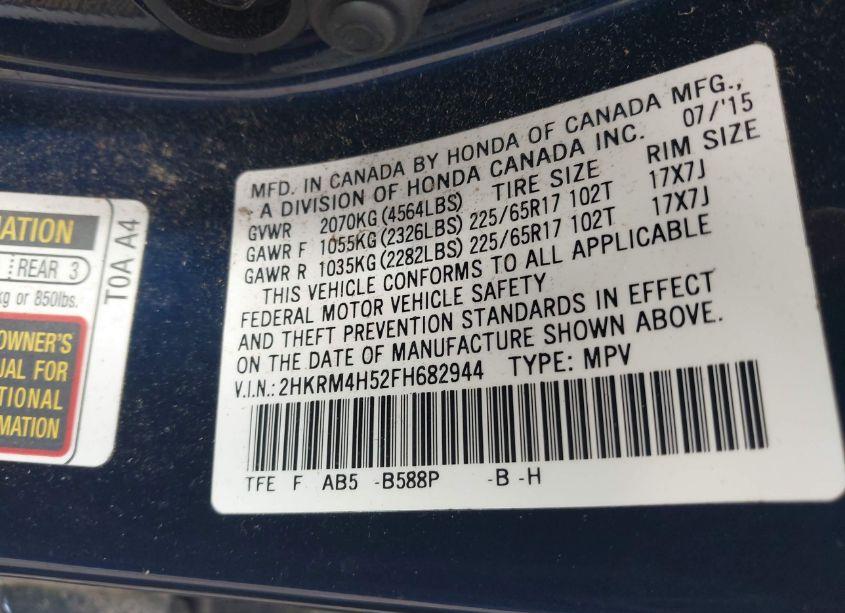 MFD. IN CANADA BY HONDA OF CANADA MFG.,
A DIVISION OF HONDA CANADA INC. 07/'15
GVWR 2070KG(4564LBS) TIRE SIZE RIM SIZE
GAWR F 1055KG(2326LBS) 225/65R17 102T 17X7J
GAWR R 1035KG(2282LBS) 225/65R17 102T 17X7J
THIS VEHICLE CONFORMS TO ALL APPLICABLE
FEDERAL MOTOR VEHICLE SAFETY
AND THEFT PREVENTION STANDARDS IN EFFECT
ON THE DATE OF MANUFACTURE SHOWN ABOVE.
V.I.N.: 2HKRM4H52FH682944 TYPE: MPV
TFE F AB5 -B588P -B -H
MATION
REAR 3
kg or 850lbs.
OWNER'S
UAL FOR
TIONAL
RMATION
T0A A4